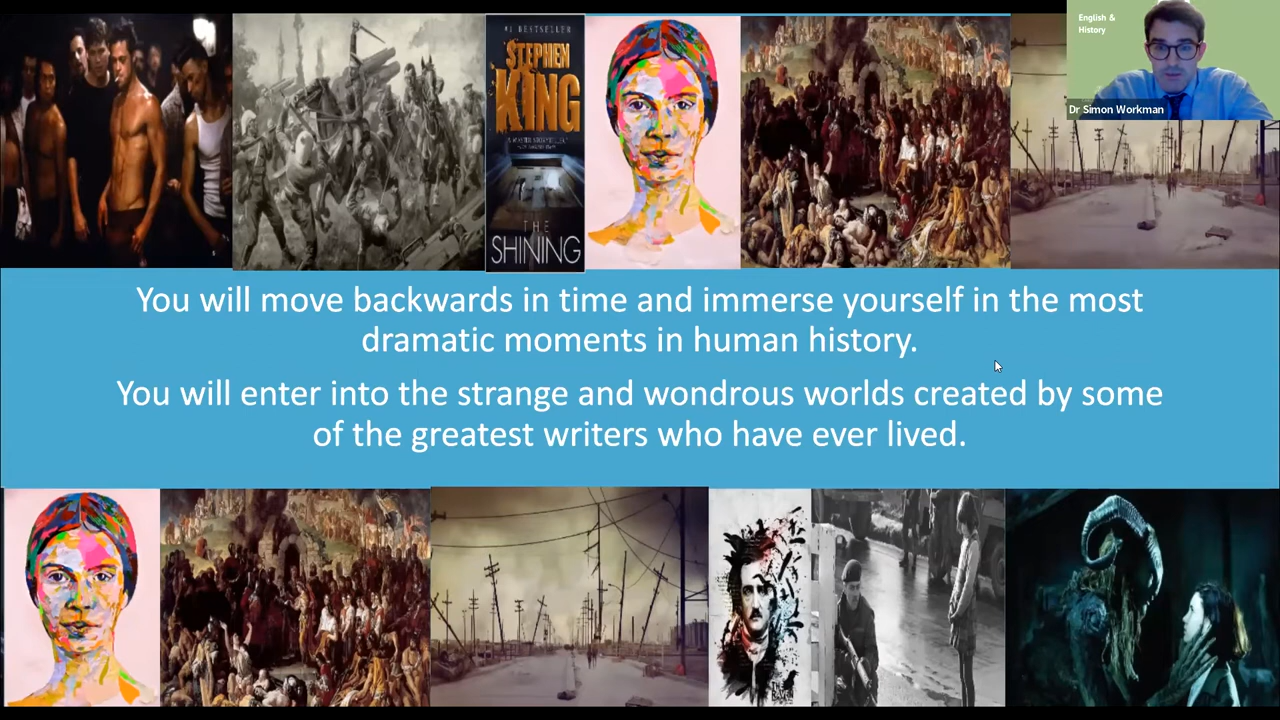 #1 BESTSELLER
STEPHEN
KING
THE
SHINING
English &
History
Dr Simon Workman
You will move backwards in time and immerse yourself in the most
dramatic moments in human history.
You will enter into the strange and wondrous worlds created by some
of the greatest writers who have ever lived.